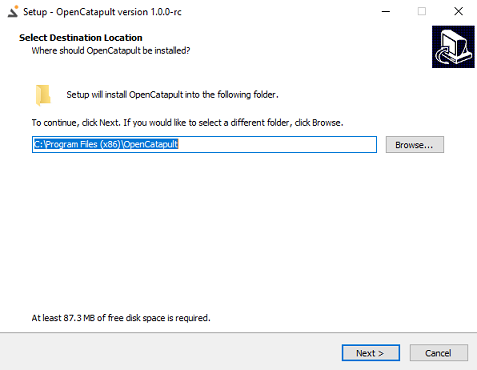 Setup - OpenCatapult version 1.0.0-rc
Select Destination Location
Where should OpenCatapult be installed?
Setup will install OpenCatapult into the following folder.
To continue, click Next. If you would like to select a different folder, click Browse.
C:\Program Files (x86)\OpenCatapult
Browse...
At least 87.3 MB of free disk space is required.
Next >
Cancel